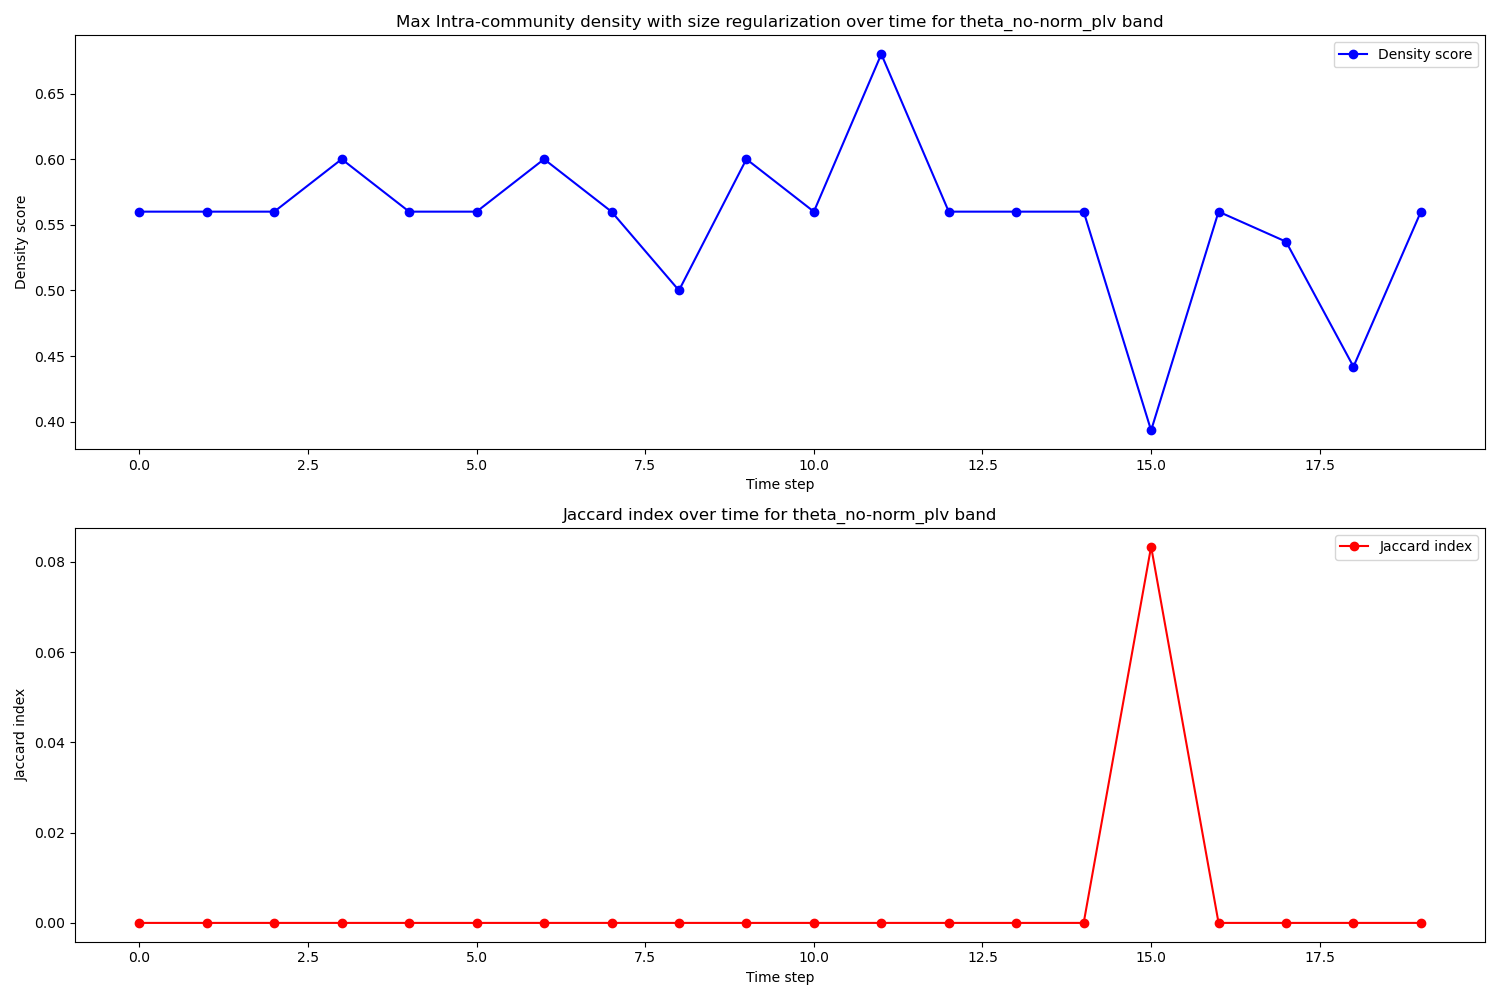 Max Intra-community density with size regularization over time for theta_no-norm_plv band
Density score
0.65
0.60
0.55
0.50
0.45
0.40
Density score
0.0 2.5 5.0 7.5 10.0 12.5 15.0 17.5
Time step
Jaccard index over time for theta_no-norm_plv band
Jaccard index
0.08
0.06
0.04
0.02
0.00
Jaccard index
0.0 2.5 5.0 7.5 10.0 12.5 15.0 17.5
Time step